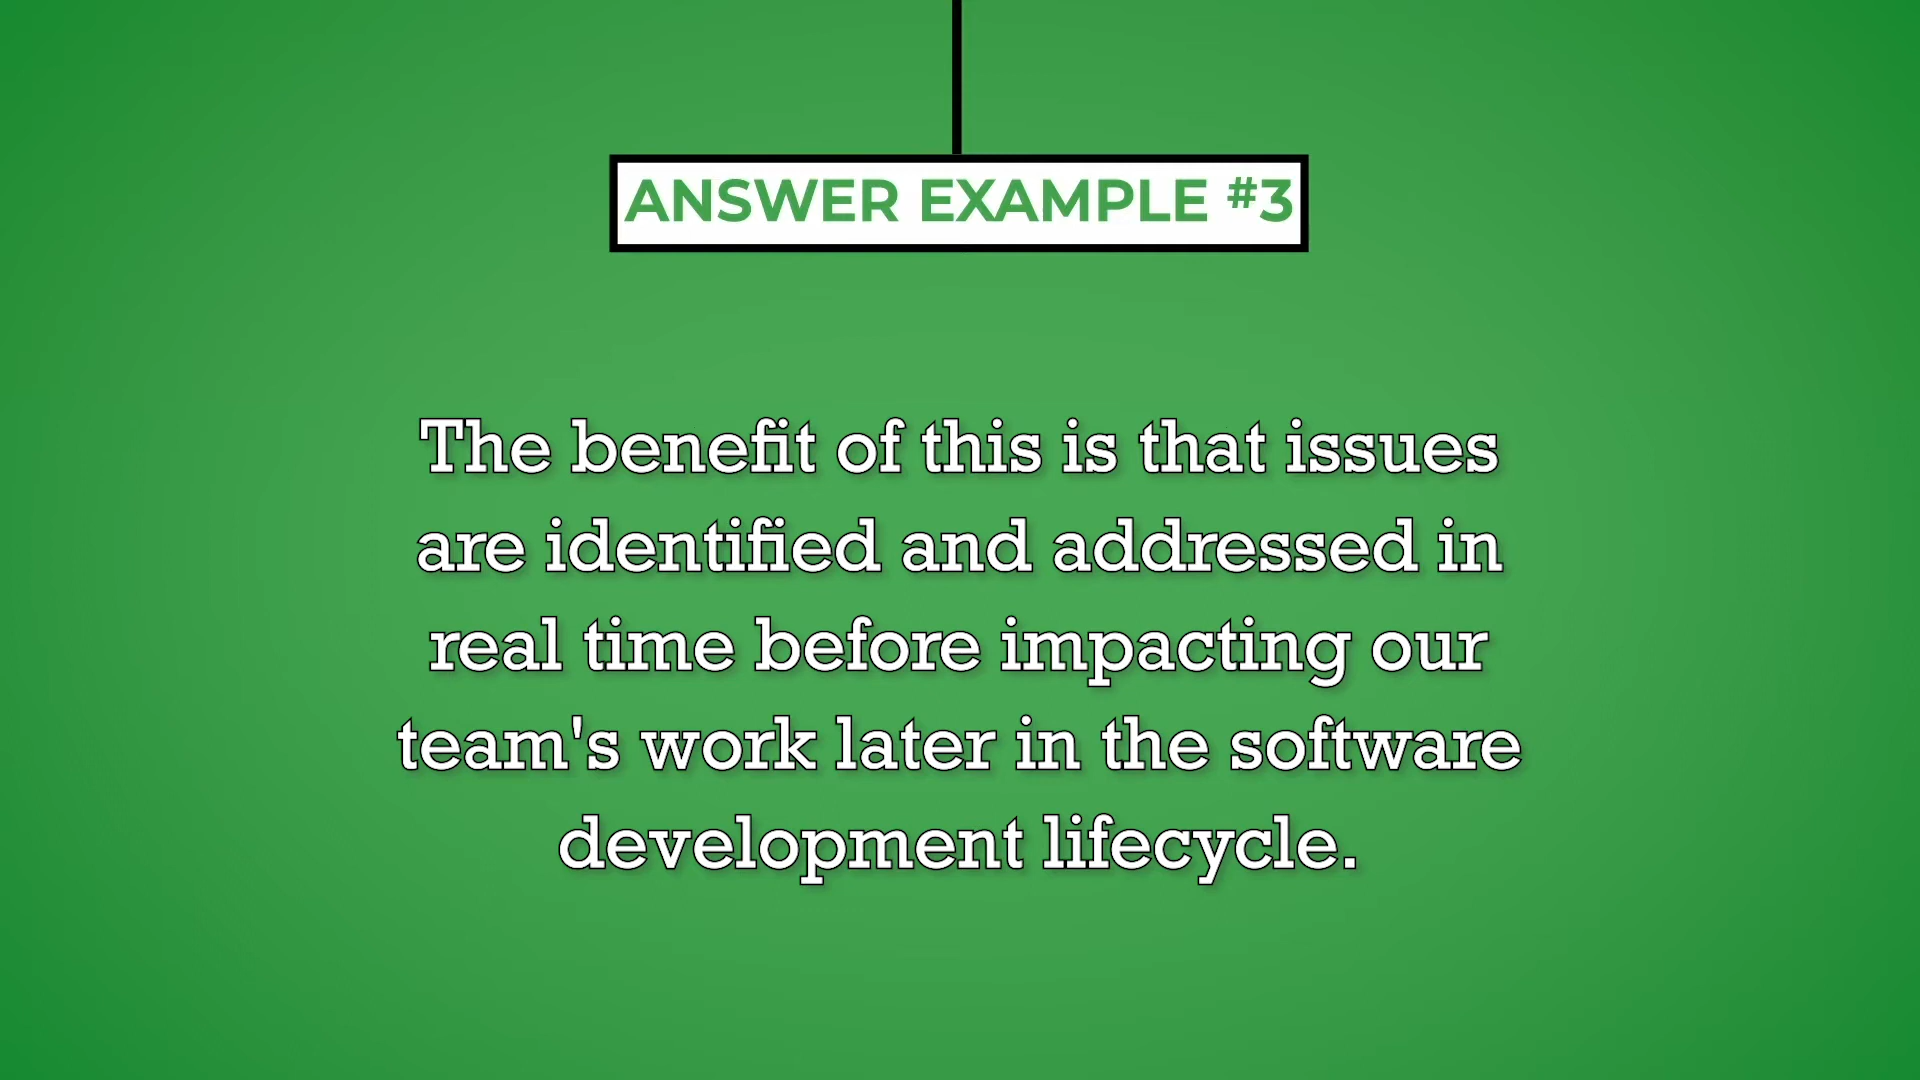 ANSWER EXAMPLE #3
The benefit of this is that issues
are identified and addressed in
real time before impacting our
team's work later in the software
development lifecycle.